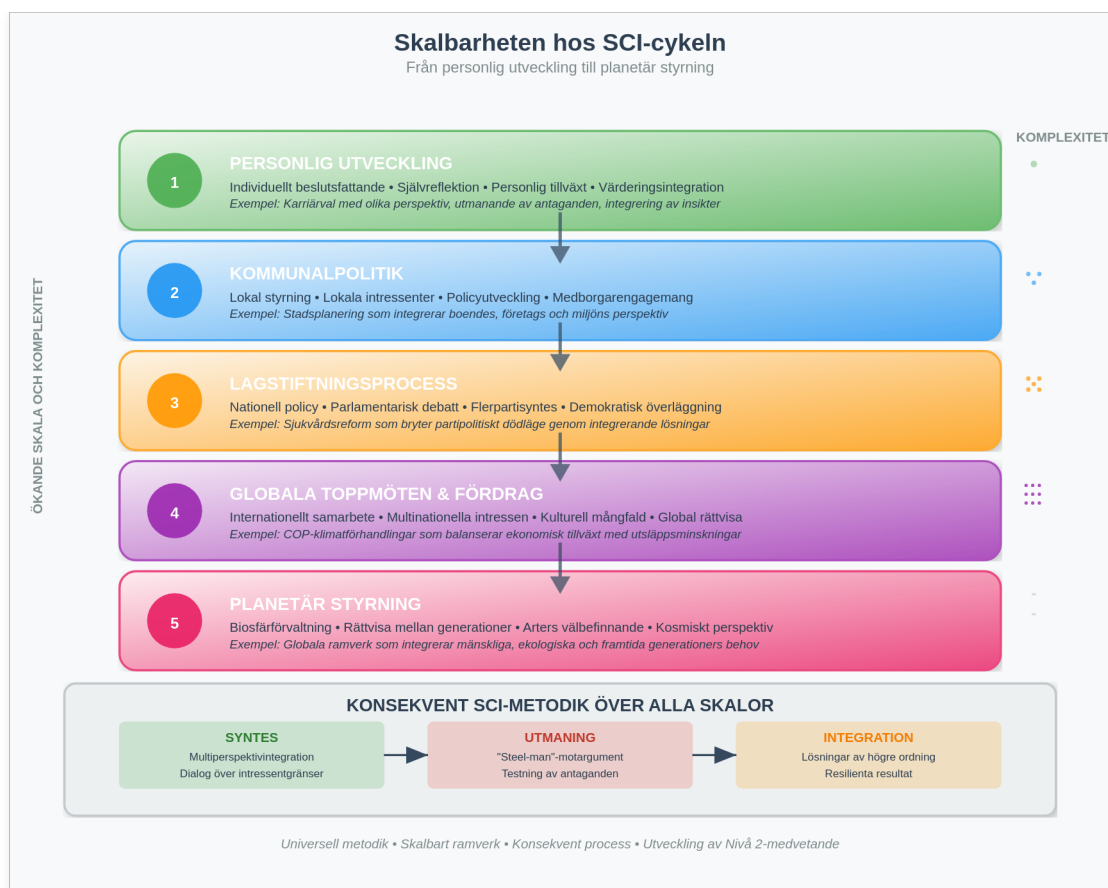 Skalbarheten hos SCI-cykeln
Från personlig utveckling till planetär styrning
KOMPLEXITET
ÖKANDE SKALA OCH KOMPLEXITET
1
PERSONLIG UTVECKLING
Individuellt beslutsfattande • Självreflektion • Personlig tillväxt • Värderingsintegration
Exempel: Karriärval med olika perspektiv, utmanande av antaganden, integrering av insikter
2
KOMMUNALPOLITIK
Lokal styrning • Lokala intressenter • Policyutveckling • Medborgarengagemang
Exempel: Stadsplanering som integrerar boendes, företags och miljöns perspektiv
3
LAGSTIFTNINGSPROCESS
Nationell policy • Parlamentarisk debatt • Flerpartisyntes • Demokratisk överläggning
Exempel: Sjukvårdsreform som bryter partipolitiskt dödläge genom integrerande lösningar
4
GLOBALA TOPPMÖTEN & FÖRDRAG
Internationellt samarbete • Multinationella intressen • Kulturell mångfald • Global rättvisa
Exempel: COP-klimatförhandlingar som balanserar ekonomisk tillväxt med utsläppsminskningar
5
PLANETÄR STYRNING
Biosfärförvaltning • Rättvisa mellan generationer • Arters välbefinnande • Kosmiskt perspektiv
Exempel: Globala ramverk som integrerar mänskliga, ekologiska och framtida generationers behov
KONSEKVENT SCI-METODIK ÖVER ALLA SKALOR
SYNTES
Multiperspektivintegration
Dialog över intressentgränser
UTMANING
"Steel-man"-motargument
Testning av antaganden
INTEGRATION
Lösningar av högre ordning
Resilienta resultat
Universell metodik • Skalbart ramverk • Konsekvent process • Utveckling av Nivå 2-medvetande